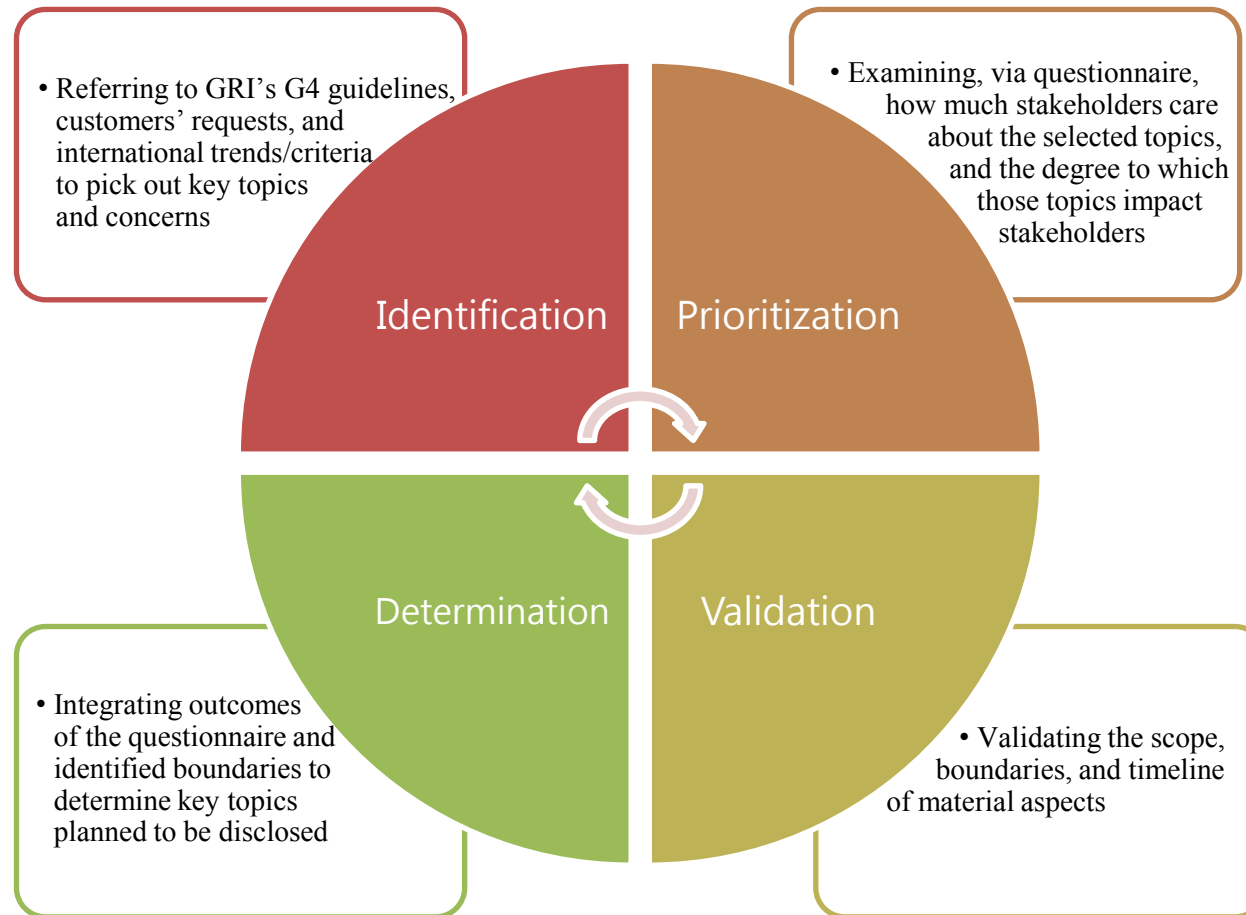 • Referring to GRI’s G4 guidelines,
customers’ requests, and
international trends/criteria
to pick out key topics
and concerns
• Examining, via questionnaire,
how much stakeholders care
about the selected topics,
and the degree to which
those topics impact
stakeholders
Identification
Prioritization
Determination
Validation
• Integrating outcomes
of the questionnaire and
identified boundaries to
determine key topics
planned to be disclosed
• Validating the scope,
boundaries, and timeline
of material aspects